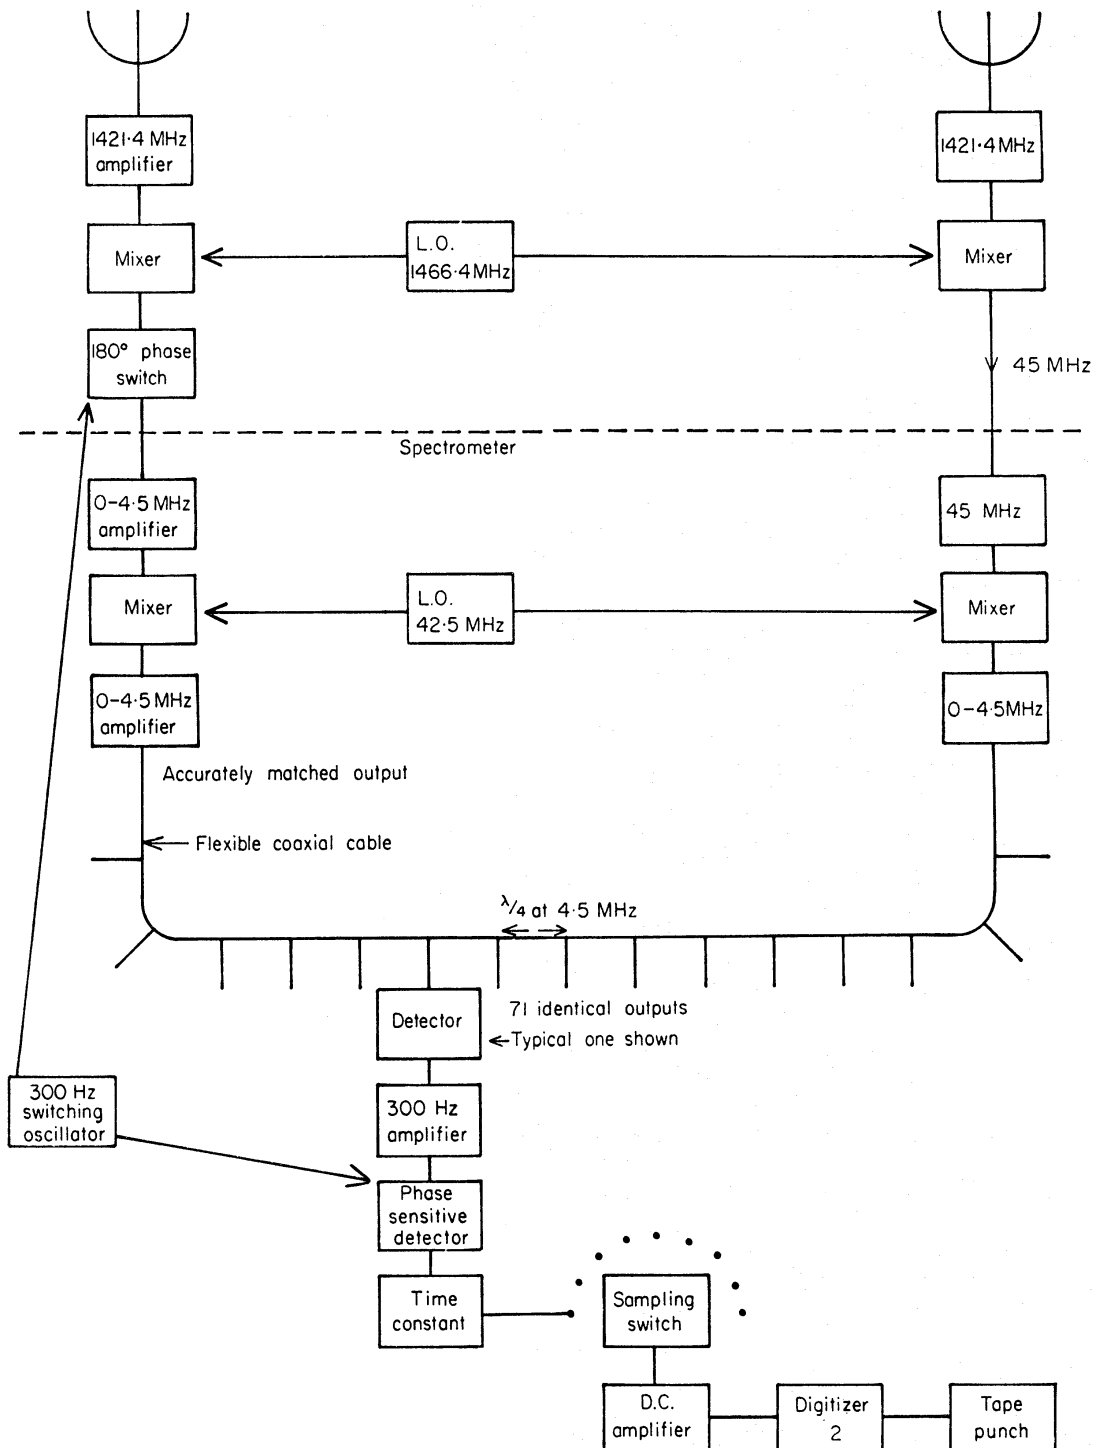 1421·4 MHz
amplifier
1421·4 MHz
Mixer
L.O.
1466·4 MHz
Mixer
180° phase
switch
45 MHz
Spectrometer
0–4·5 MHz
amplifier
45 MHz
Mixer
L.O.
42·5 MHz
Mixer
0–4·5 MHz
amplifier
0–4·5MHz
Accurately matched output
Flexible coaxial cable
λ/4 at 4·5 MHz
Detector
71 identical outputs
Typical one shown
300 Hz
switching
oscillator
300 Hz
amplifier
Phase
sensitive
detector
Time
constant
Sampling
switch
D.C.
amplifier
Digitizer
2
Tape
punch